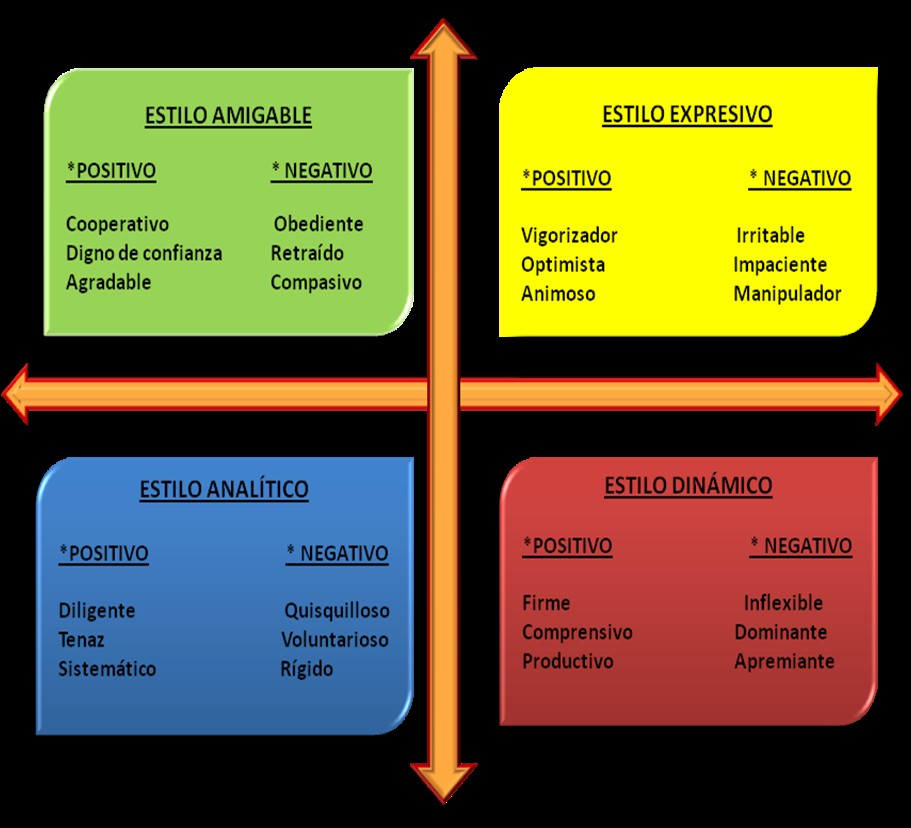 ESTILO AMIGABLE
*POSITIVO * NEGATIVO
Cooperativo Obediente
Digno de confianza Retraído
Agradable Compasivo
ESTILO EXPRESIVO
*POSITIVO * NEGATIVO
Vigorizador Irritable
Optimista Impaciente
Animoso Manipulador
ESTILO ANALÍTICO
*POSITIVO * NEGATIVO
Diligente Quisquilloso
Tenaz Voluntarioso
Sistemático Rígido
ESTILO DINÁMICO
*POSITIVO * NEGATIVO
Firme Inflexible
Comprensivo Dominante
Productivo Apremiante